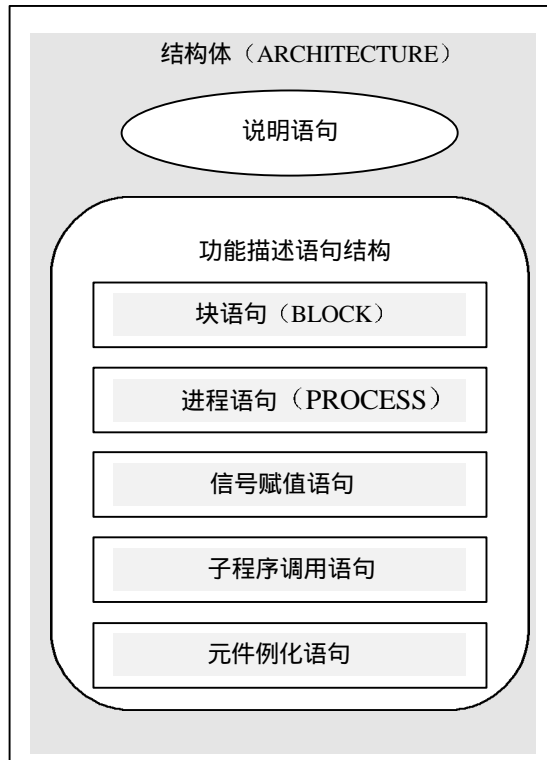 结构体（ARCHITECTURE）
说明语句
功能描述语句结构
块语句（BLOCK）
进程语句（PROCESS）
信号赋值语句
子程序调用语句
元件例化语句